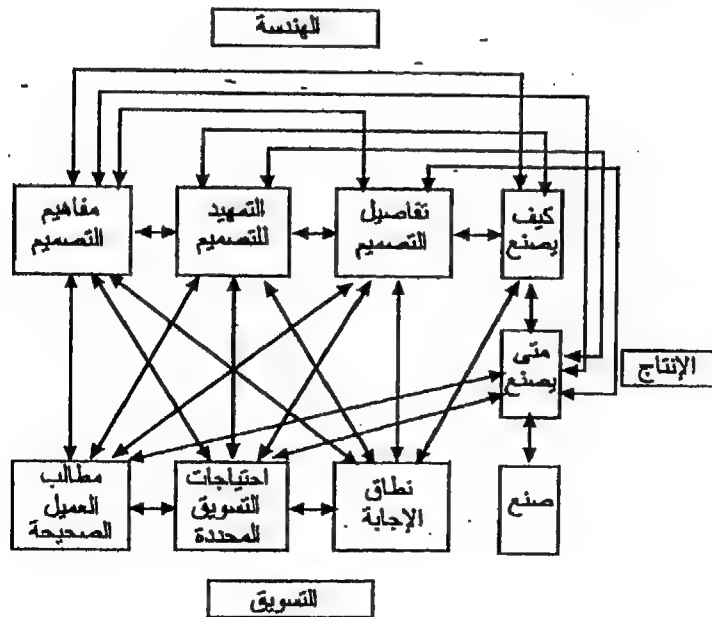 الهندسة
مفاهيم
التصميم
التمهيد
للتصميم
تفاصيل
التصميم
كيف
يصنع
متى
يصنع
الإنتاج
مطالب
العميل
الصحيحة
احتياجات
التسويق
المحددة
نطاق
الإجابة
صنع
التسويق